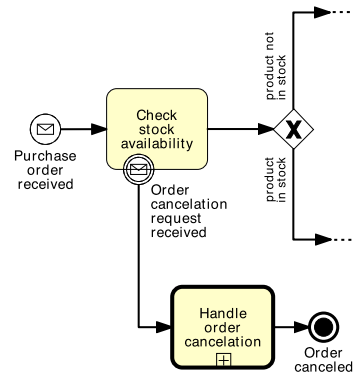 product not
in stock
Check
stock
availability
Purchase
order
received
product
in stock
Order
cancelation
request
received
Handle
order
cancelation
Order
canceled